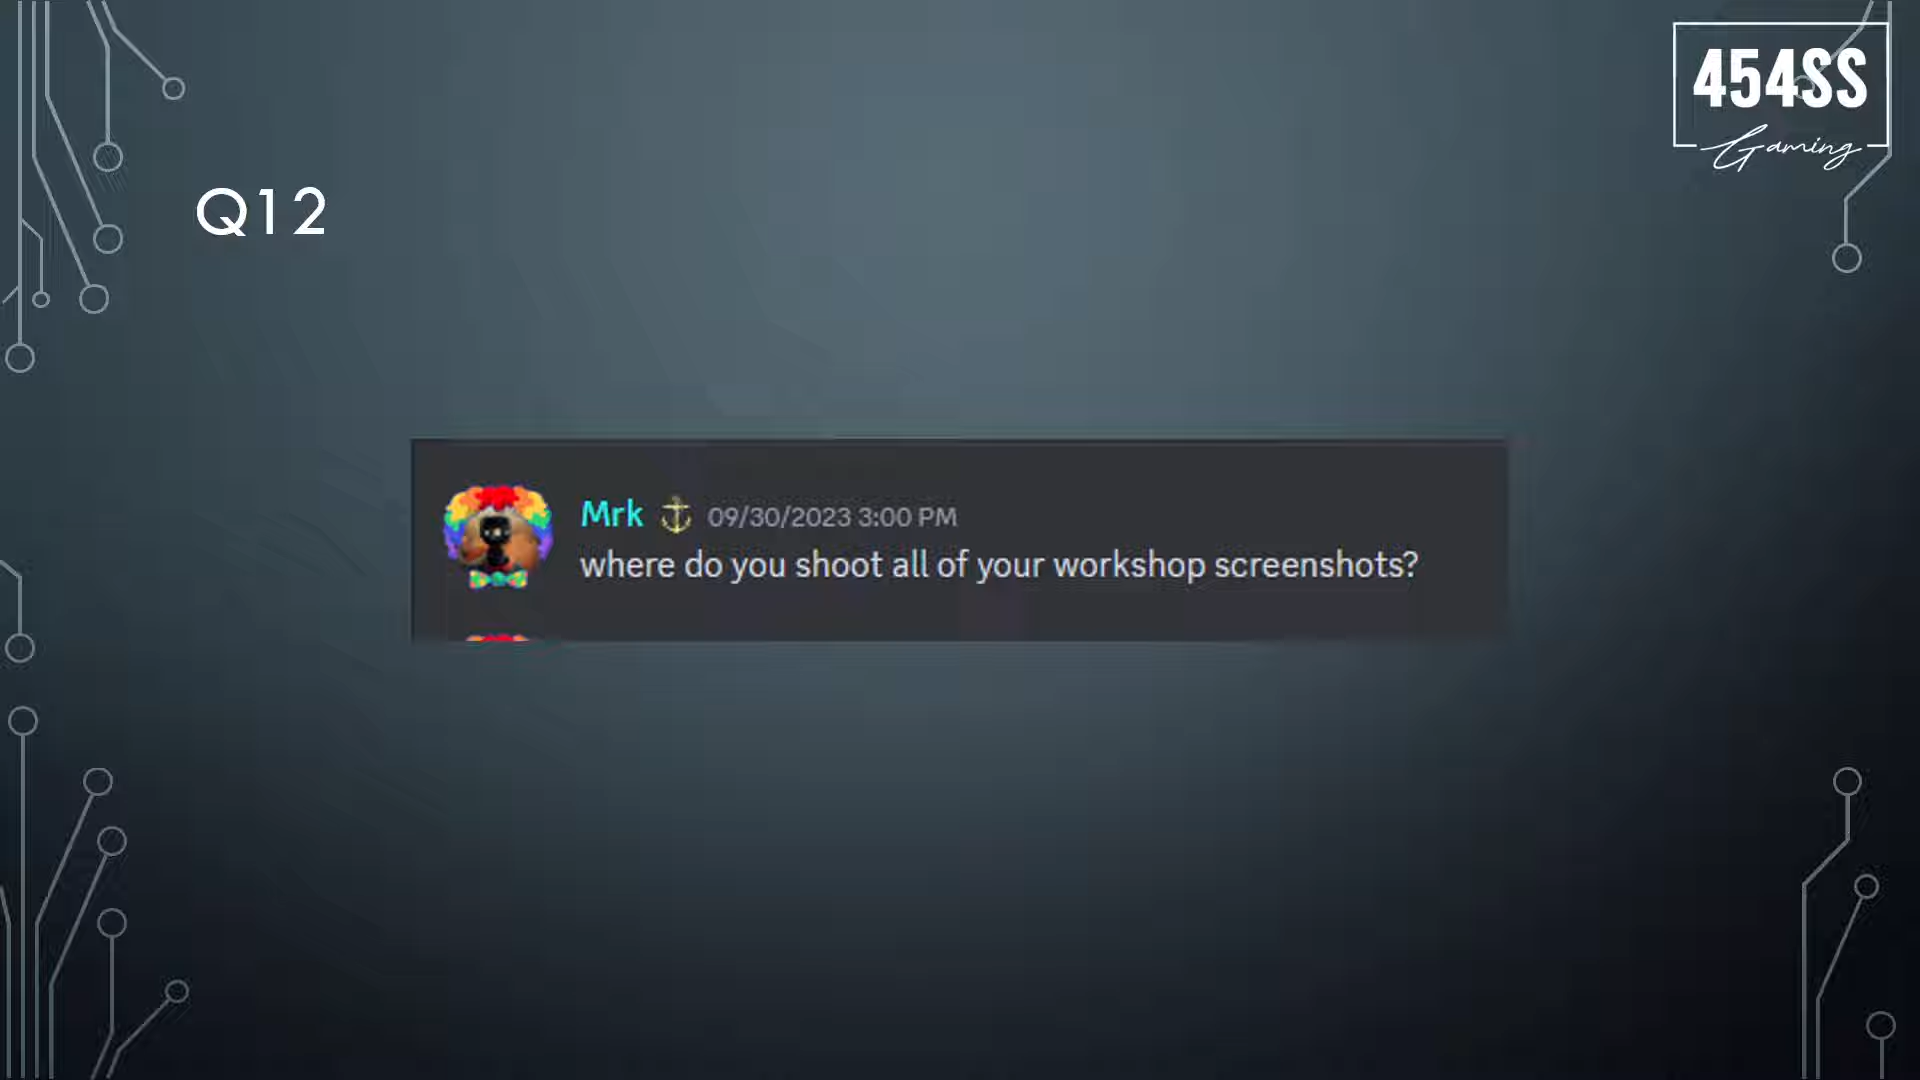 454SS
Gaming
Q12
Mrk 09/30/2023 3:00 PM
where do you shoot all of your workshop screenshots?